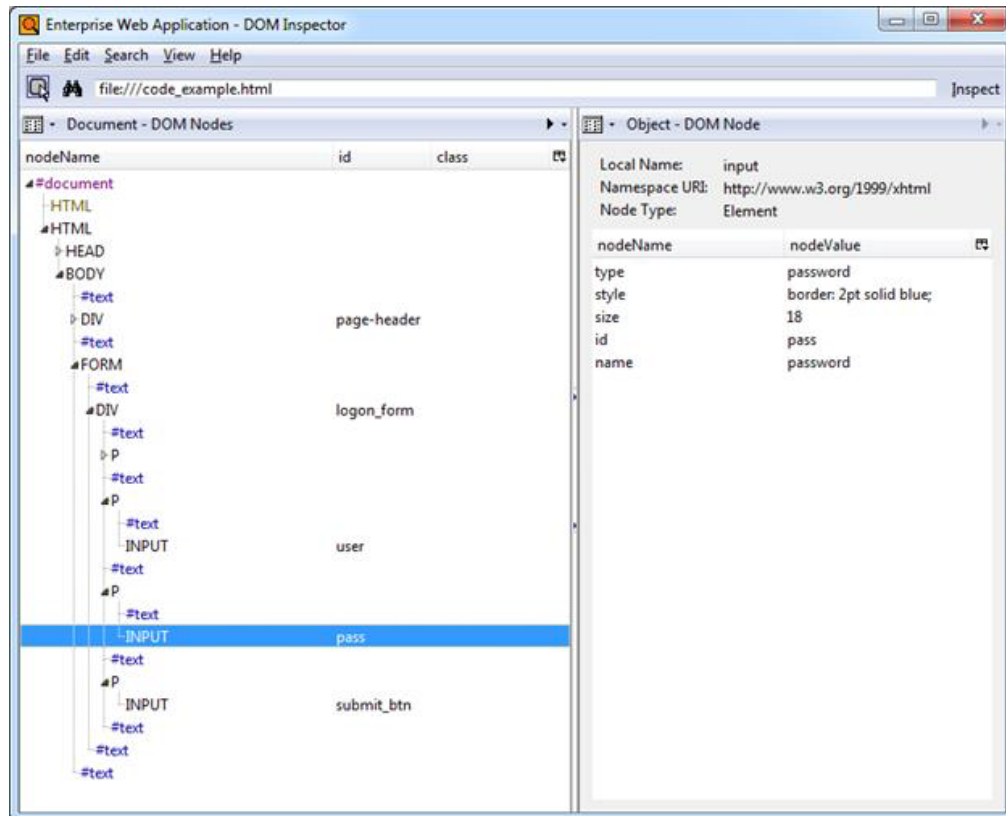 Enterprise Web Application - DOM Inspector
File Edit Search View Help
file:///code_example.html Inspect
Document - DOM Nodes
nodeName id class
#document
HTML
HTML
HEAD
BODY
#text
DIV page-header
#text
FORM
#text
DIV logon_form
#text
P
#text
P
#text
INPUT user
#text
P
#text
INPUT pass
#text
P
INPUT submit_btn
#text
#text
#text
Object - DOM Node
Local Name: input
Namespace URI: http://www.w3.org/1999/xhtml
Node Type: Element
nodeName nodeValue
type password
style border: 2pt solid blue;
size 18
id pass
name password